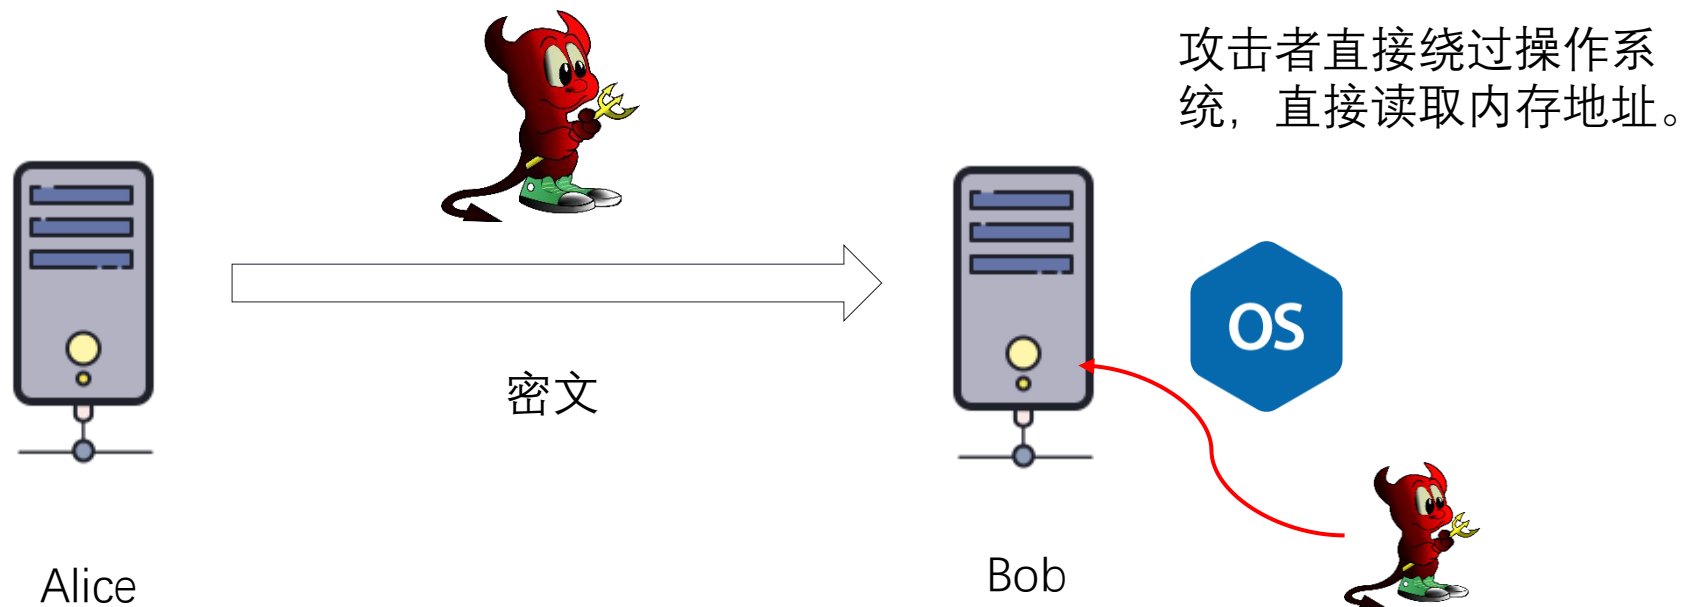 攻击者直接绕过操作系
统，直接读取内存地址。
OS
密文
Alice
Bob